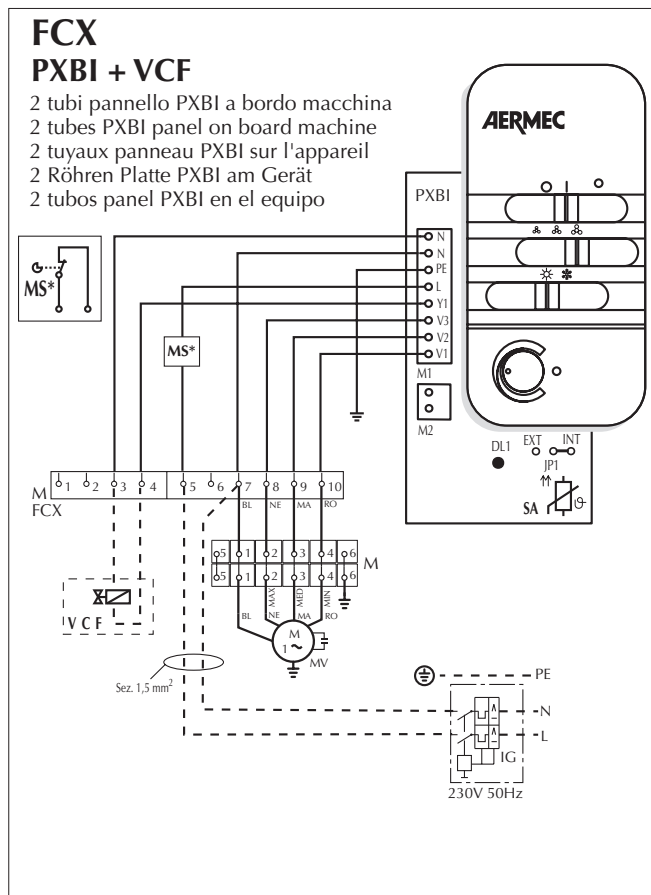 FCX
PXBI + VCF
2 tubi pannello PXBI a bordo macchina
2 tubes PXBI panel on board machine
2 tuyaux panneau PXBI sur l'appareil
2 Röhren Platte PXBI am Gerät
2 tubos panel PXBI en el equipo
AERMEC
PXBI
N
N
PE
L
Y1
V3
V2
V1
M1
M2
MS*
MS*
DL1
EXT
INT
JP1
SA
ϑ
M
FCX
1 2 3 4 5 6 7 8 9 10
BL NE MA RO
5 1 2 3 4 6
M
5 1 2 3 4 6
MAX MED MIN
BL NE MA RO
M
1 ~
MV
VCF
Sez. 1,5 mm²
PE
N
L
IG
230V 50Hz